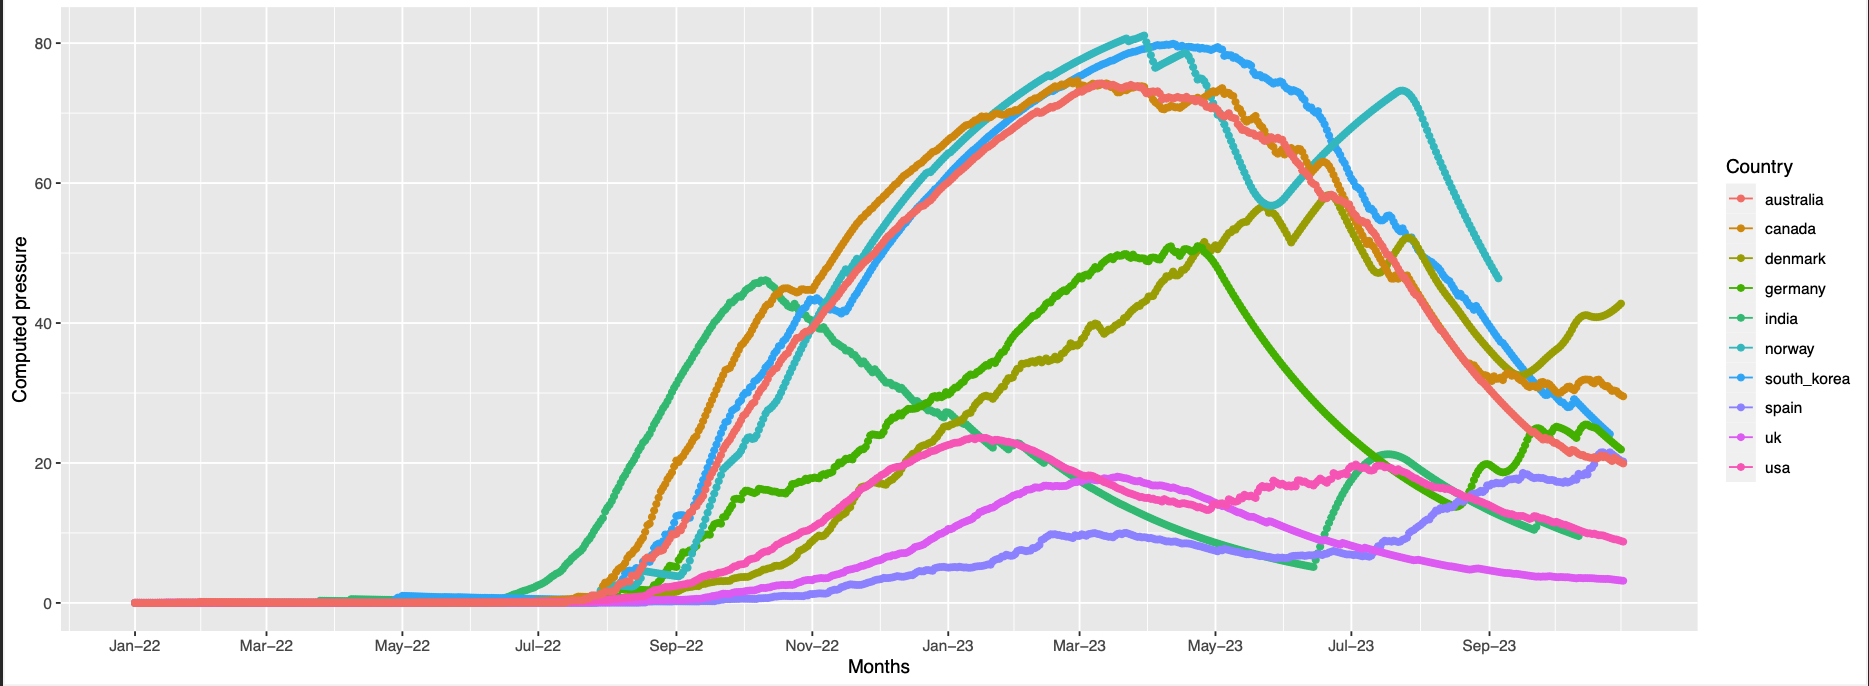 Computed pressure
80
60
40
20
0
Jan–22
Mar–22
May–22
Jul–22
Sep–22
Nov–22
Jan–23
Mar–23
May–23
Jul–23
Sep–23
Months
Country
australia
canada
denmark
germany
india
norway
south_korea
spain
uk
usa